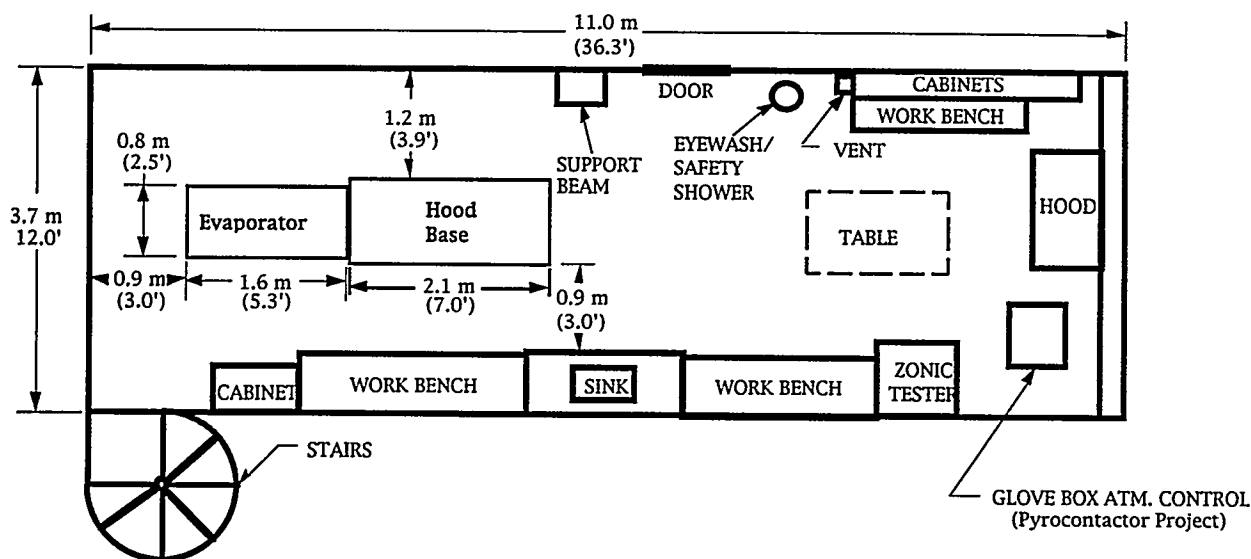 11.0 m
(36.3')
DOOR
CABINETS
WORK BENCH
1.2 m
(3.9')
0.8 m
(2.5')
SUPPORT
BEAM
EYEWASH/
SAFETY
SHOWER
VENT
3.7 m
12.0'
Evaporator
Hood
Base
TABLE
HOOD
0.9 m
(3.0')
1.6 m
(5.3')
2.1 m
(7.0')
0.9 m
(3.0')
CABINET
WORK BENCH
SINK
WORK BENCH
ZONIC
TESTER
STAIRS
GLOVE BOX ATM. CONTROL
(Pyrocontactor Project)